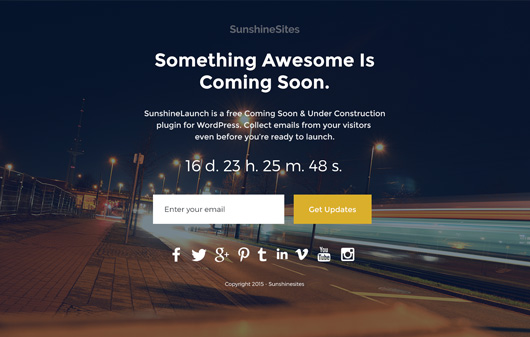 SunshineSites
Something Awesome Is
Coming Soon.
SunshineLaunch is a free Coming Soon & Under Construction
plugin for WordPress. Collect emails from your visitors
even before you're ready to launch.
16 d. 23 h. 25 m. 48 s.
Enter your email
Get Updates
f g+ p t in v You Tube
Copyright 2015 - Sunshinesites